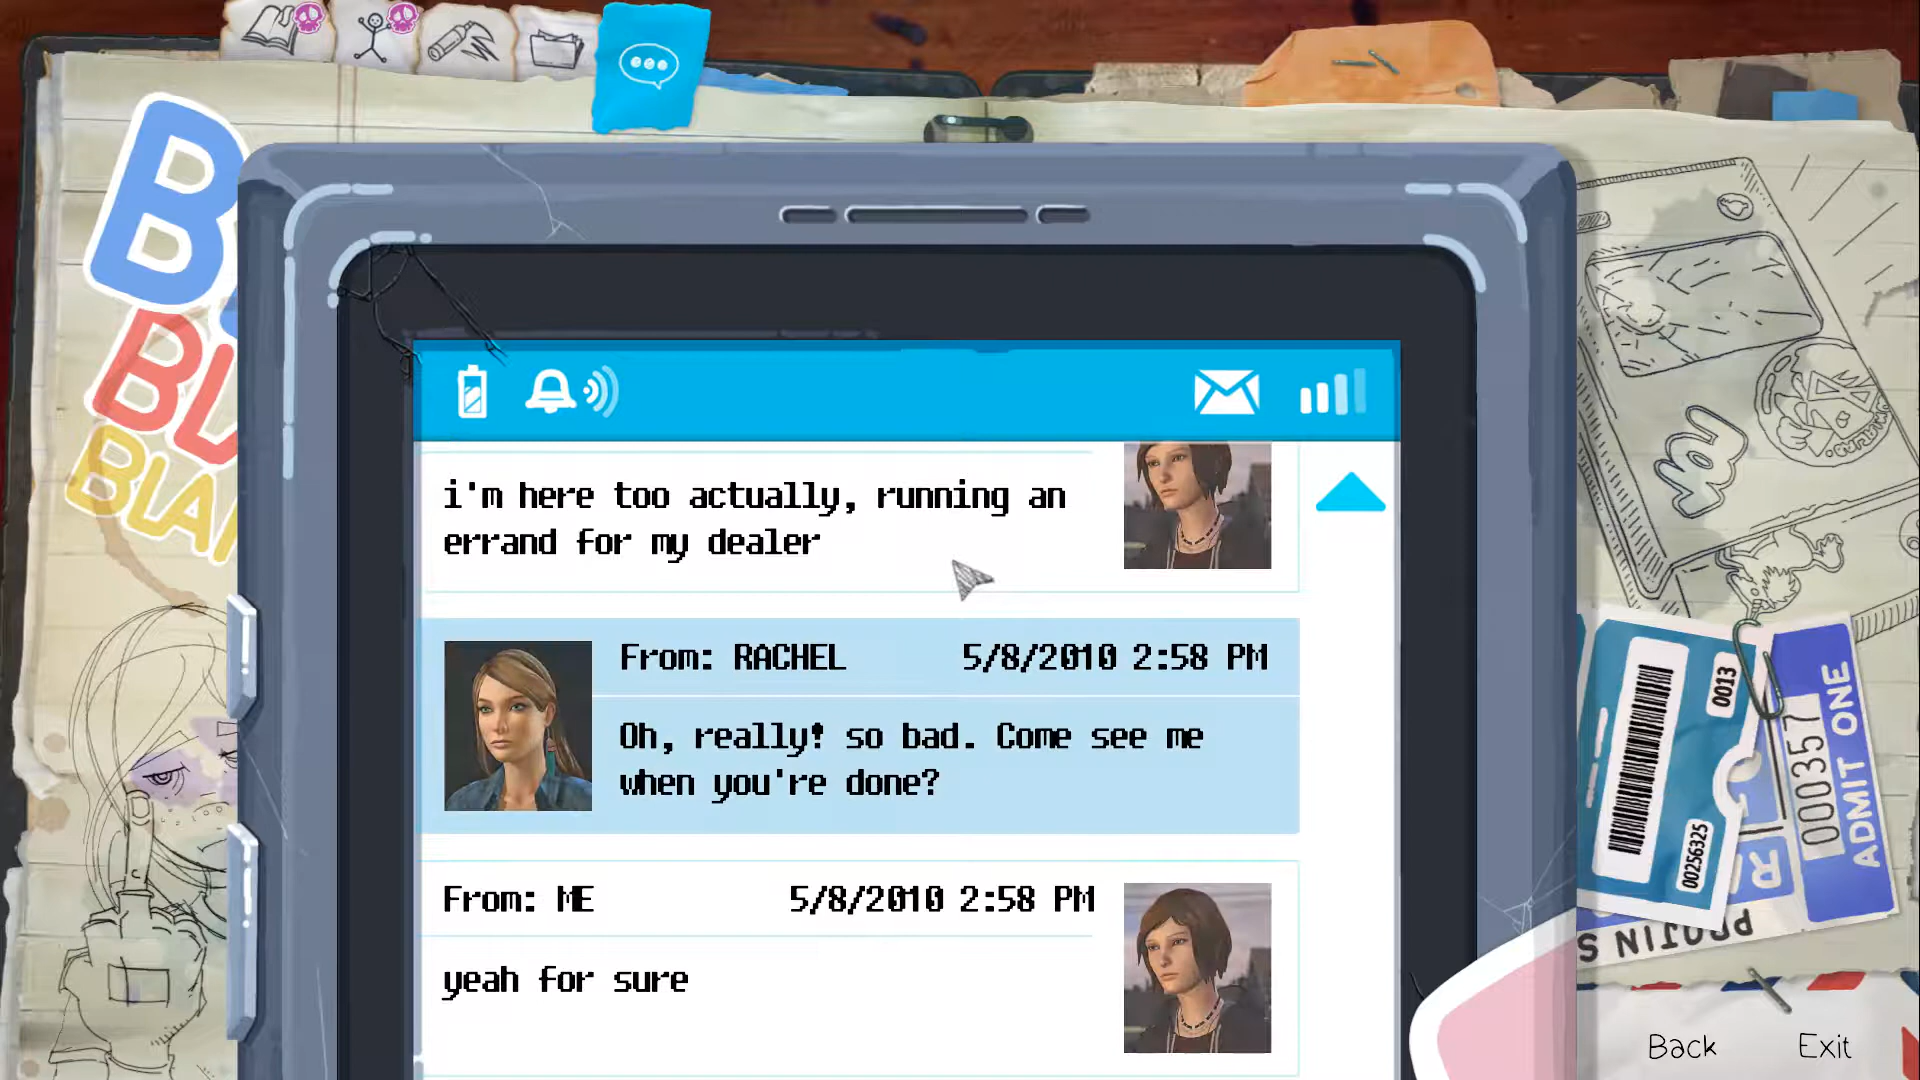 i'm here too actually, running an
errand for my dealer
From: RACHEL 5/8/2010 2:58 PM
Oh, really! so bad. Come see me
when you're done?
From: ME 5/8/2010 2:58 PM
yeah for sure
0013
00256325
000357
ADMIT ONE
Back Exit